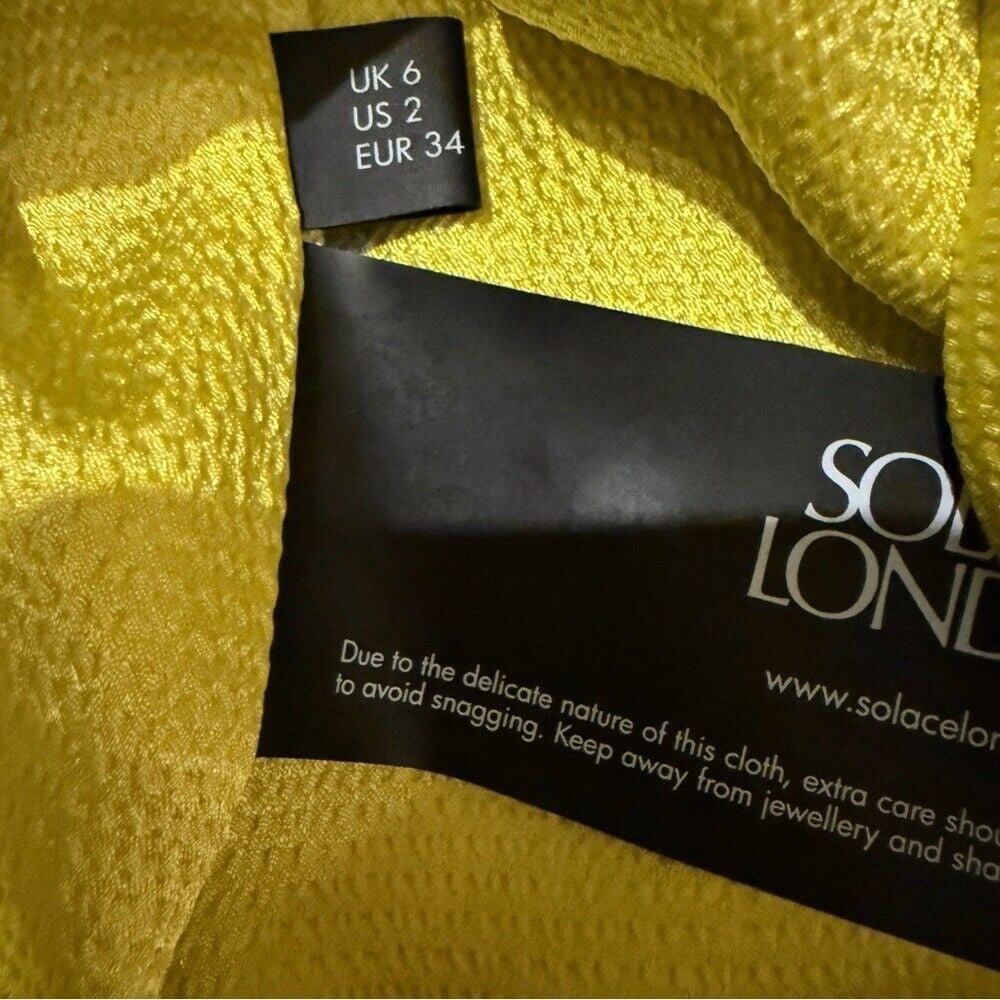 UK 6
US 2
EUR 34
SOL
LOND
www.solacelon
Due to the delicate nature of this cloth, extra care shou
to avoid snagging. Keep away from jewellery and sha